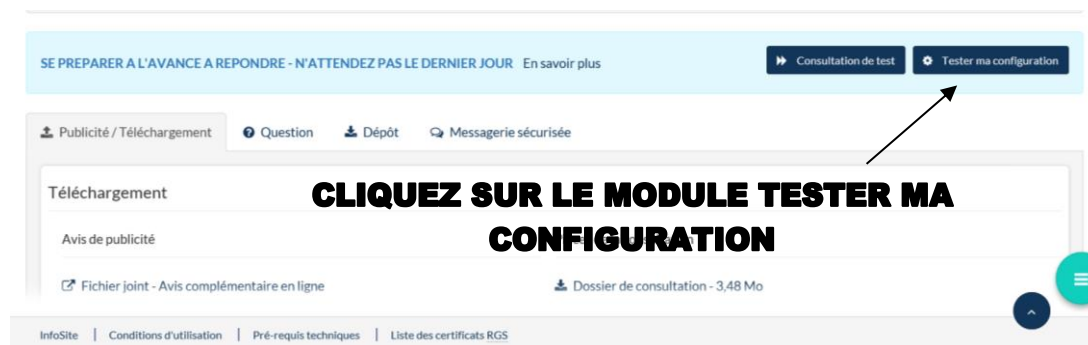 SE PREPARER A L'AVANCE A REPONDRE - N'ATTENDEZ PAS LE DERNIER JOUR En savoir plus
Consultation de test
Tester ma configuration
Publicité / Téléchargement
Question
Dépôt
Messagerie sécurisée
Téléchargement
CLIQUEZ SUR LE MODULE TESTER MA
CONFIGURATION
Avis de publicité
Fichier joint - Avis complémentaire en ligne
Dossier de consultation - 3,48 Mo
InfoSite | Conditions d'utilisation | Pré-requis techniques | Liste des certificats RGS